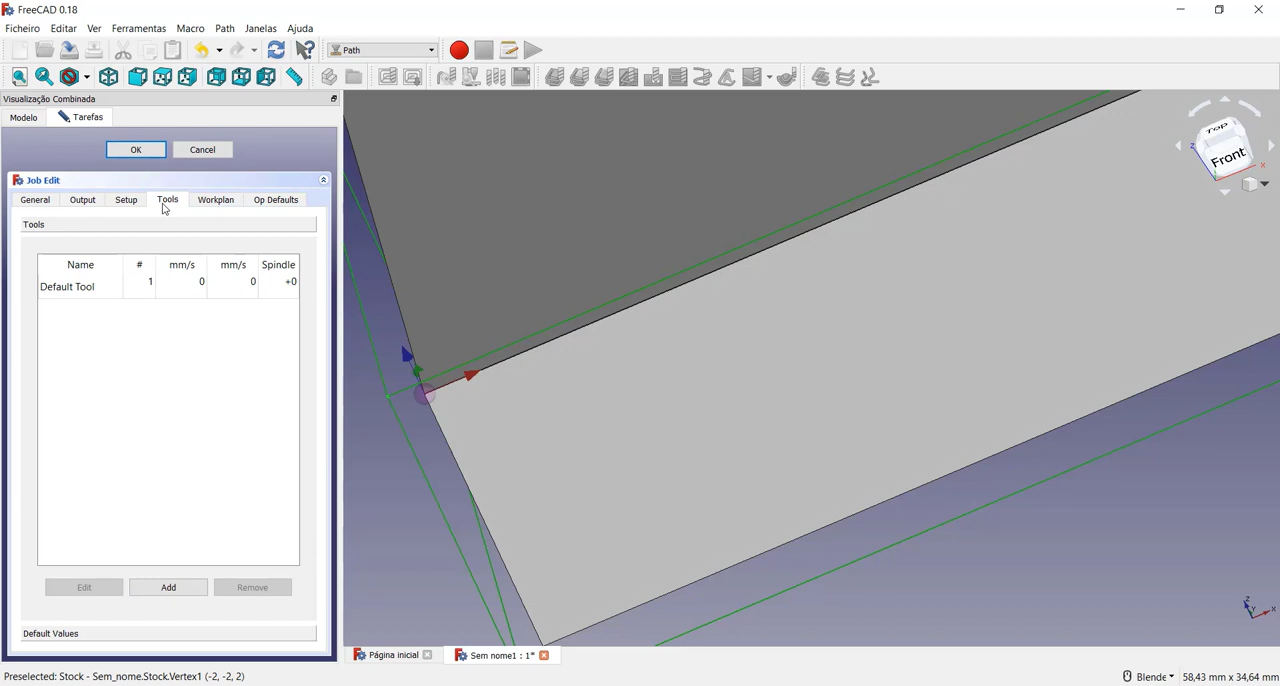 FreeCAD 0.18
Ficheiro Editar Ver Ferramentas Macro Path Janelas Ajuda
Path
Visualização Combinada
Modelo Tarefas
OK Cancel
Job Edit
General Output Setup Tools Workplan Op Defaults
Tools
Name # mm/s mm/s Spindle
Default Tool 1 0 0 +0
Edit Add Remove
Default Values
Top
Front
Z
X
Z
Y
X
Página inicial Sem nome1 : 1*
Preselected: Stock - Sem_nome.Stock.Vertex1 (-2, -2, 2) Blende 58,43 mm x 34,64 mm